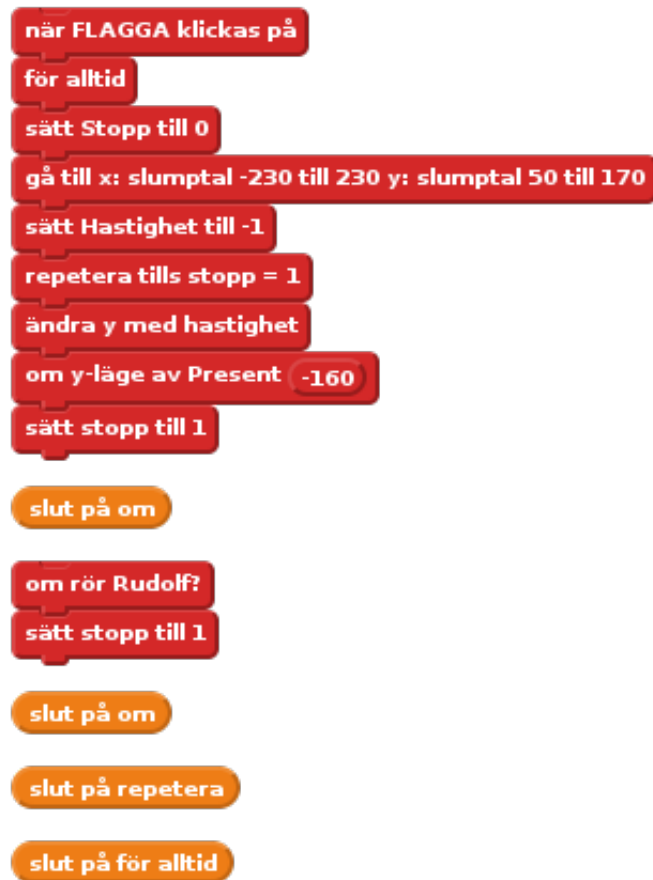 när FLAGGA klickas på
för alltid
sätt Stopp till 0
gå till x: slumptal -230 till 230 y: slumptal 50 till 170
sätt Hastighet till -1
repetera tills stopp = 1
ändra y med hastighet
om y-läge av Present -160
sätt stopp till 1
slut på om
om rör Rudolf?
sätt stopp till 1
slut på om
slut på repetera
slut på för alltid